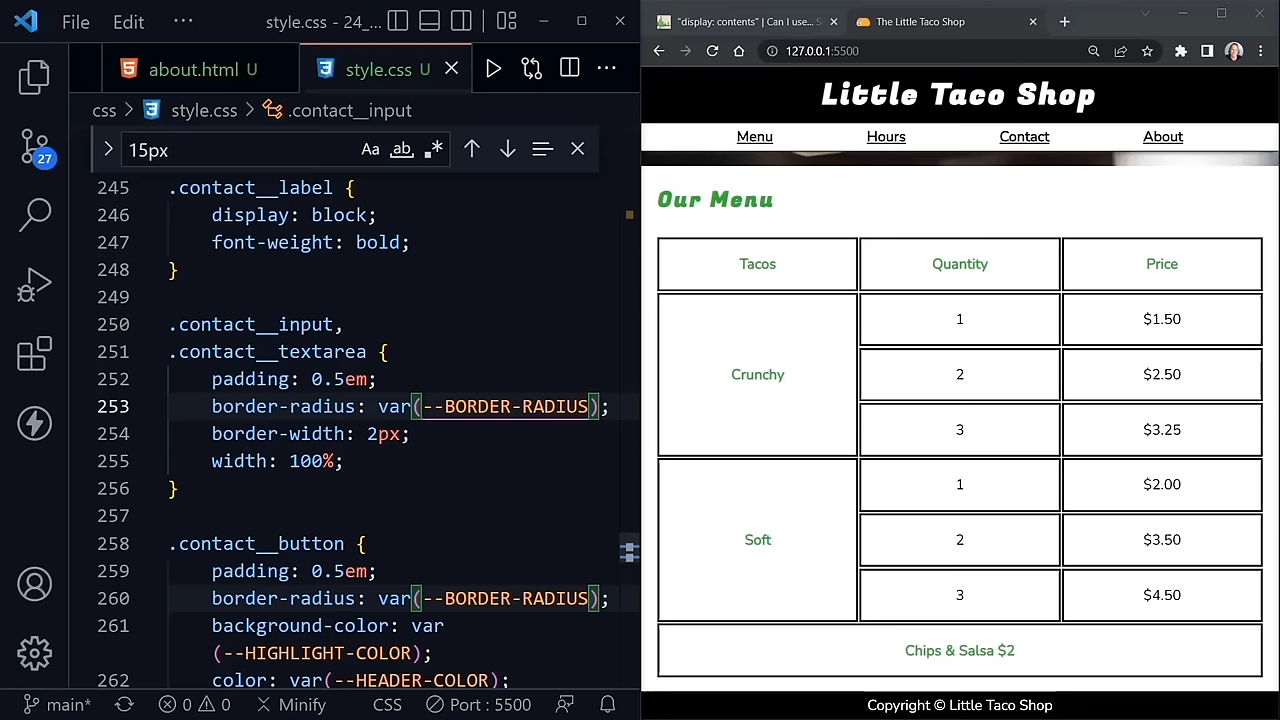 File Edit ··· style.css - 24_...
about.html U style.css U
css > style.css > .contact__input
15px Aa ab .*
245 .contact__label {
246 display: block;
247 font-weight: bold;
248 }
249
250 .contact__input,
251 .contact__textarea {
252 padding: 0.5em;
253 border-radius: var(--BORDER-RADIUS);
254 border-width: 2px;
255 width: 100%;
256 }
257
258 .contact__button {
259 padding: 0.5em;
260 border-radius: var(--BORDER-RADIUS);
261 background-color: var
(--HIGHLIGHT-COLOR);
262 color: var(--HEADER-COLOR);
27
main* 0 0 Minify CSS Port : 5500
"display: contents" | Can I use... The Little Taco Shop
127.0.0.1:5500
Little Taco Shop
Menu Hours Contact About
Our Menu
Tacos Quantity Price
Crunchy
1 $1.50
2 $2.50
3 $3.25
Soft
1 $2.00
2 $3.50
3 $4.50
Chips & Salsa $2
Copyright © Little Taco Shop